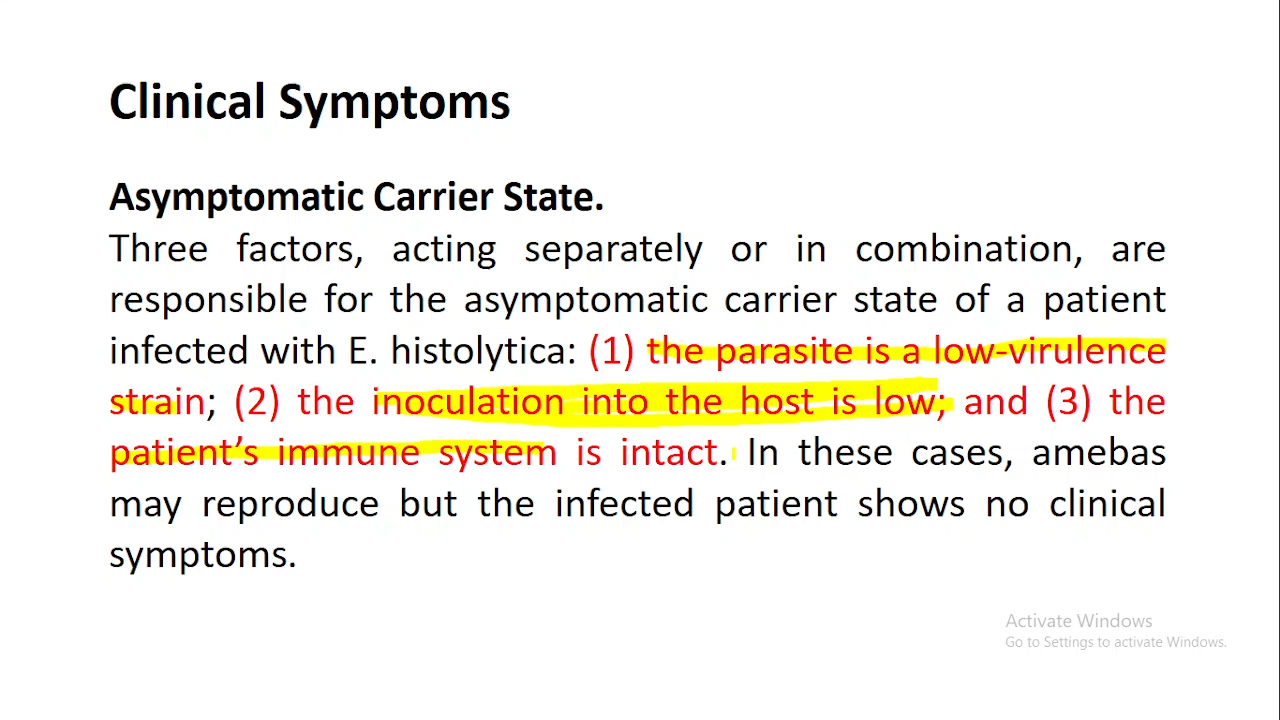 Clinical Symptoms
Asymptomatic Carrier State.
Three factors, acting separately or in combination, are
responsible for the asymptomatic carrier state of a patient
infected with E. histolytica: (1) the parasite is a low-virulence
strain; (2) the inoculation into the host is low; and (3) the
patient’s immune system is intact. In these cases, amebas
may reproduce but the infected patient shows no clinical
symptoms.
Activate Windows
Go to Settings to activate Windows.